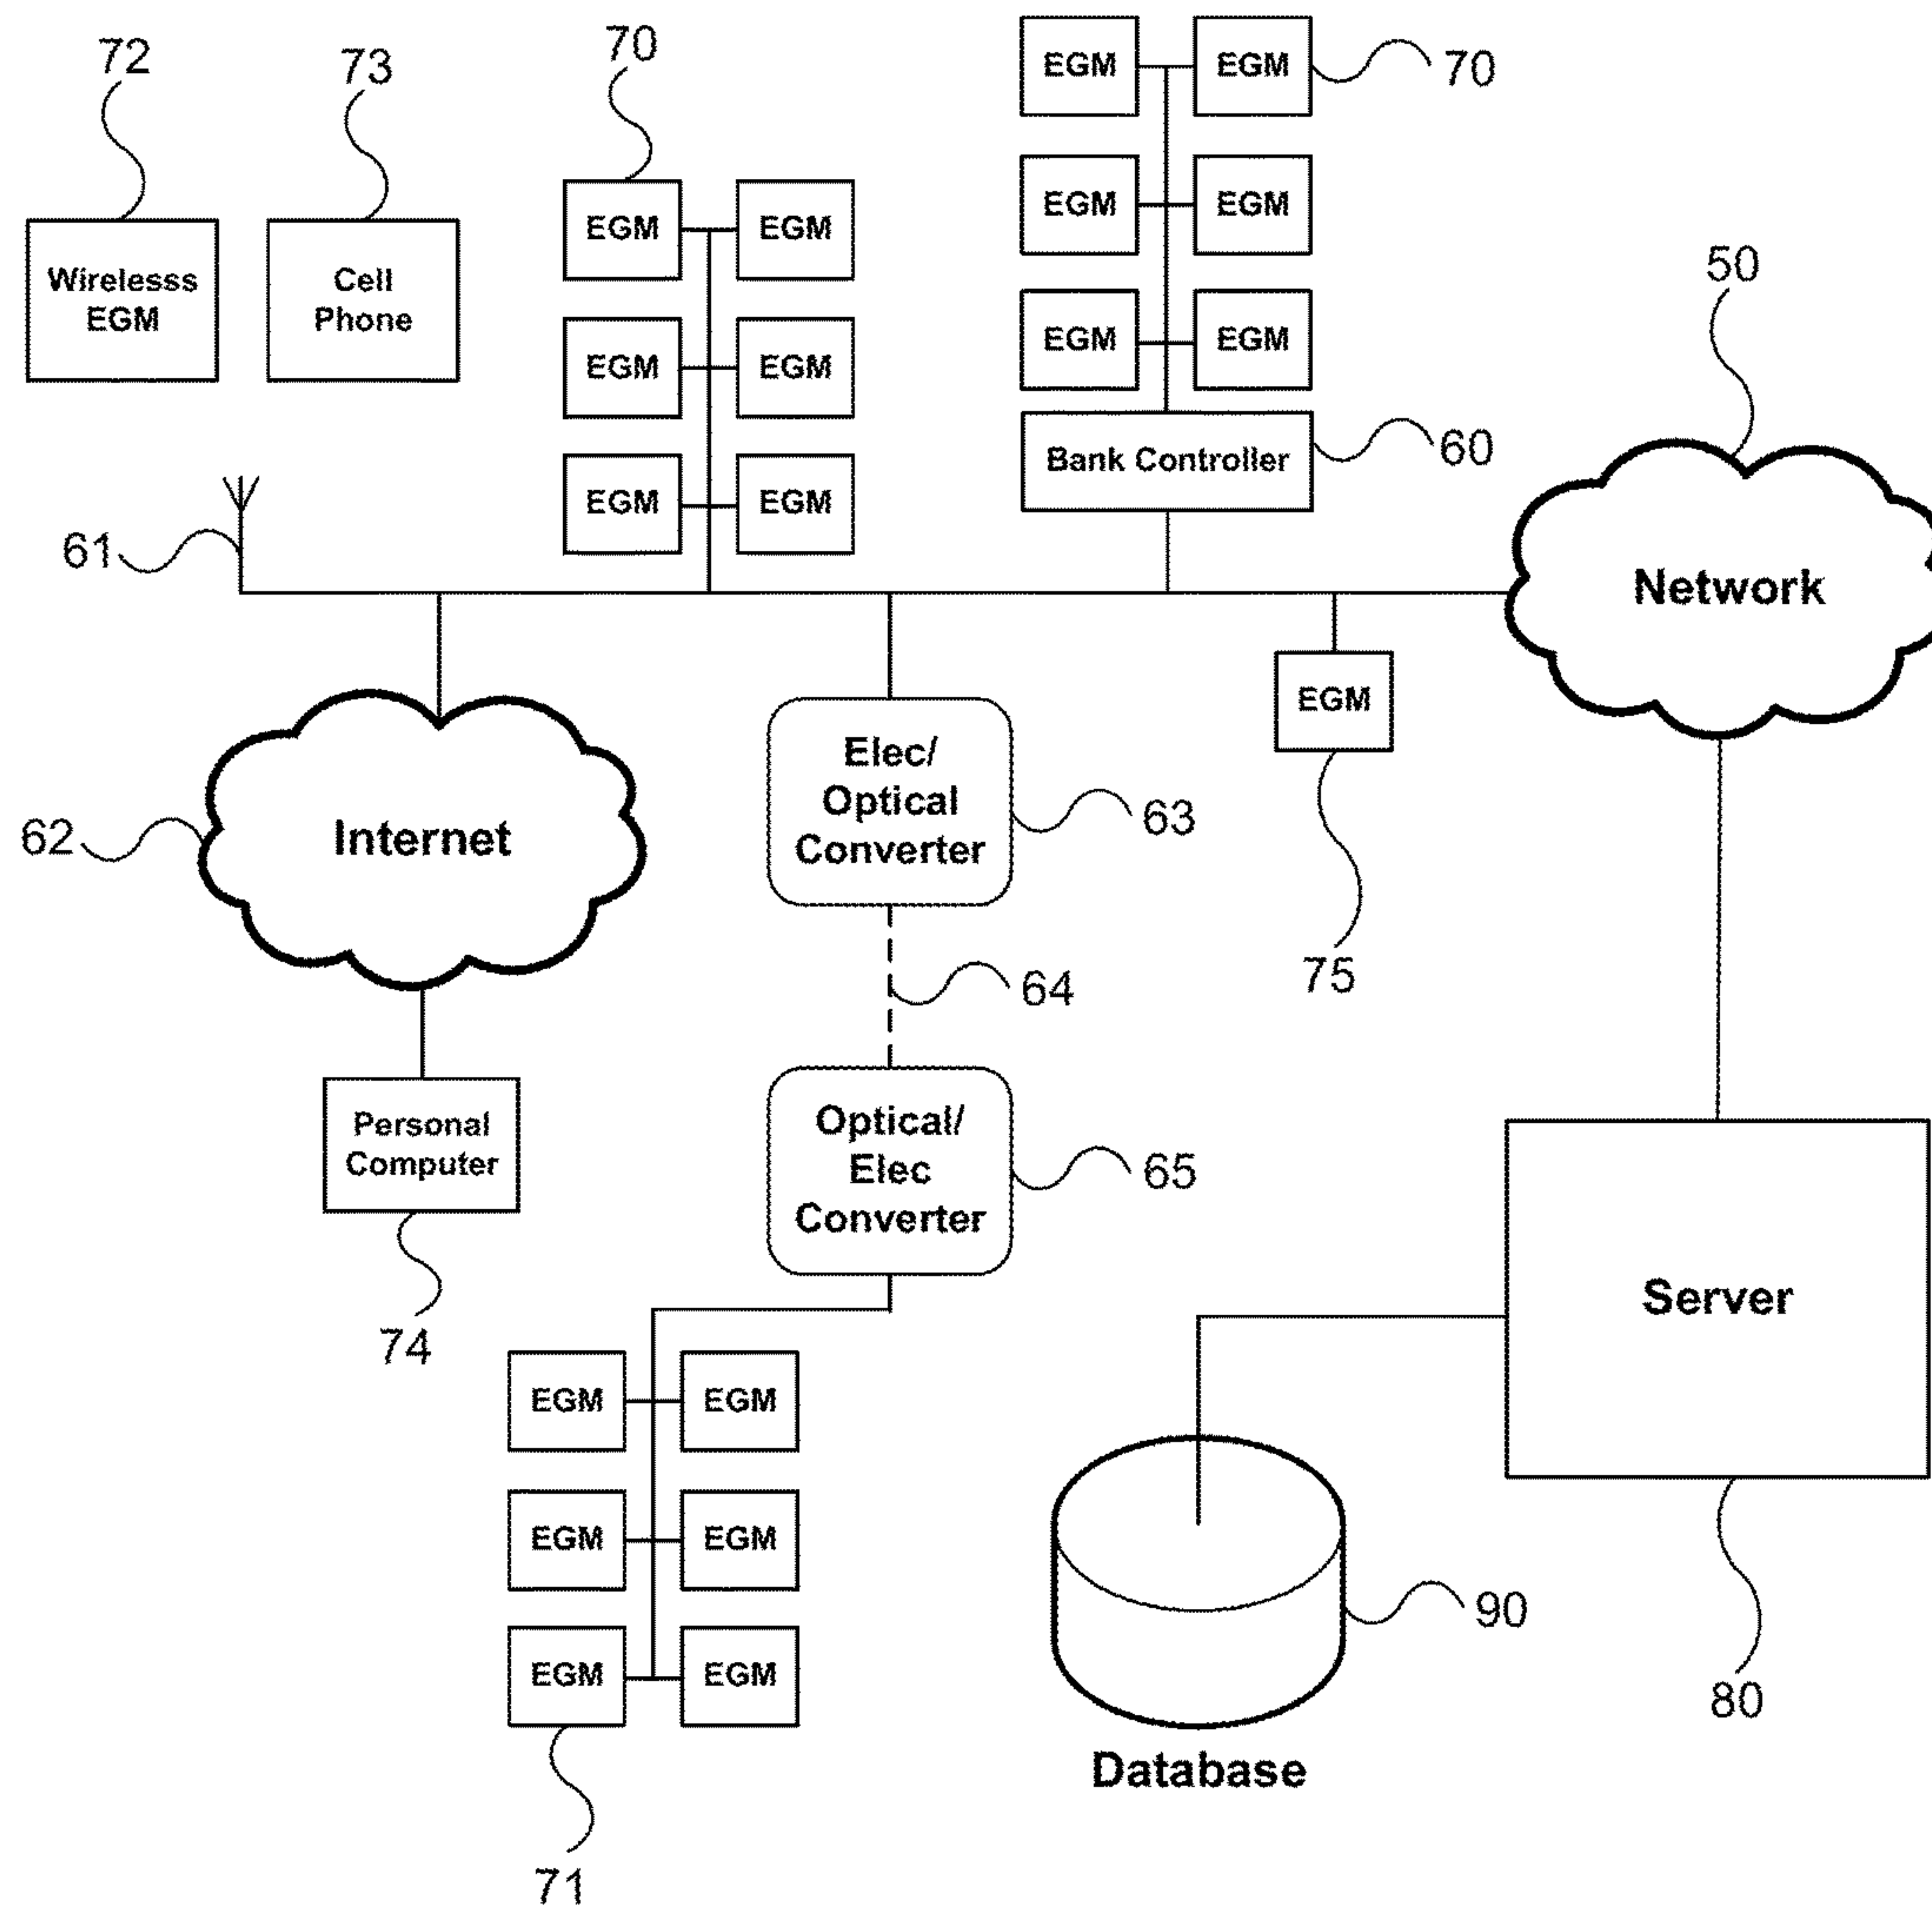 72
73
70
70
EGM
EGM
EGM
EGM
EGM
EGM
EGM
EGM
EGM
EGM
EGM
EGM
Wirelesss
EGM
Cell
Phone
50
Bank Controller
60
61
Network
EGM
75
Internet
62
Elec/
Optical
Converter
63
64
Personal
Computer
74
Optical/
Elec
Converter
65
Server
80
EGM
EGM
EGM
EGM
EGM
EGM
71
90
Database